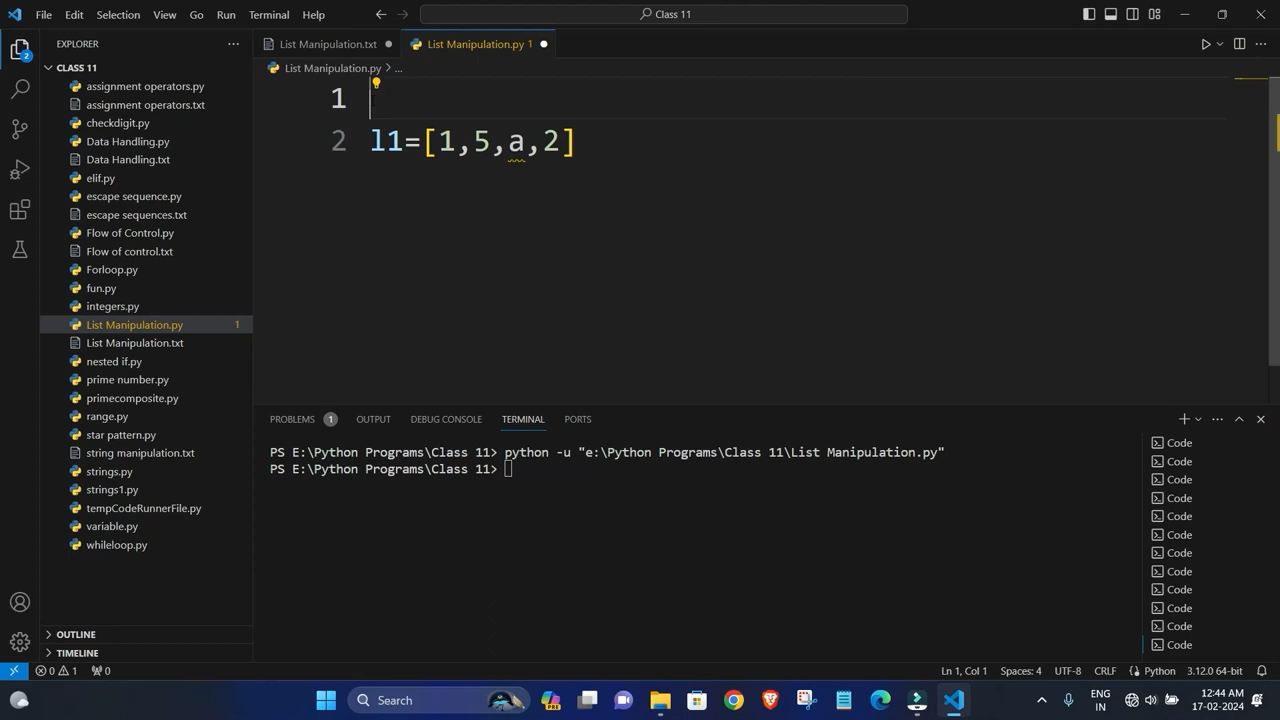 File Edit Selection View Go Run Terminal Help
Class 11
EXPLORER
CLASS 11
assignment operators.py
assignment operators.txt
checkdigit.py
Data Handling.py
Data Handling.txt
elif.py
escape sequence.py
escape sequences.txt
Flow of Control.py
Flow of control.txt
Forloop.py
fun.py
integers.py
List Manipulation.py 1
List Manipulation.txt
nested if.py
prime number.py
primecomposite.py
range.py
star pattern.py
string manipulation.txt
strings.py
strings1.py
tempCodeRunnerFile.py
variable.py
whileloop.py
OUTLINE
TIMELINE
2
List Manipulation.txt
List Manipulation.py 1
List Manipulation.py > ...
1
2 l1=[1,5,a,2]
PROBLEMS 1 OUTPUT DEBUG CONSOLE TERMINAL PORTS
PS E:\Python Programs\Class 11> python -u "e:\Python Programs\Class 11\List Manipulation.py"
PS E:\Python Programs\Class 11>
Code
Code
Code
Code
Code
Code
Code
Code
Code
Code
Code
Code
0 1 0
Ln 1, Col 1 Spaces: 4 UTF-8 CRLF Python 3.12.0 64-bit
Search
PRE
ENG
IN
12:44 AM
17-02-2024